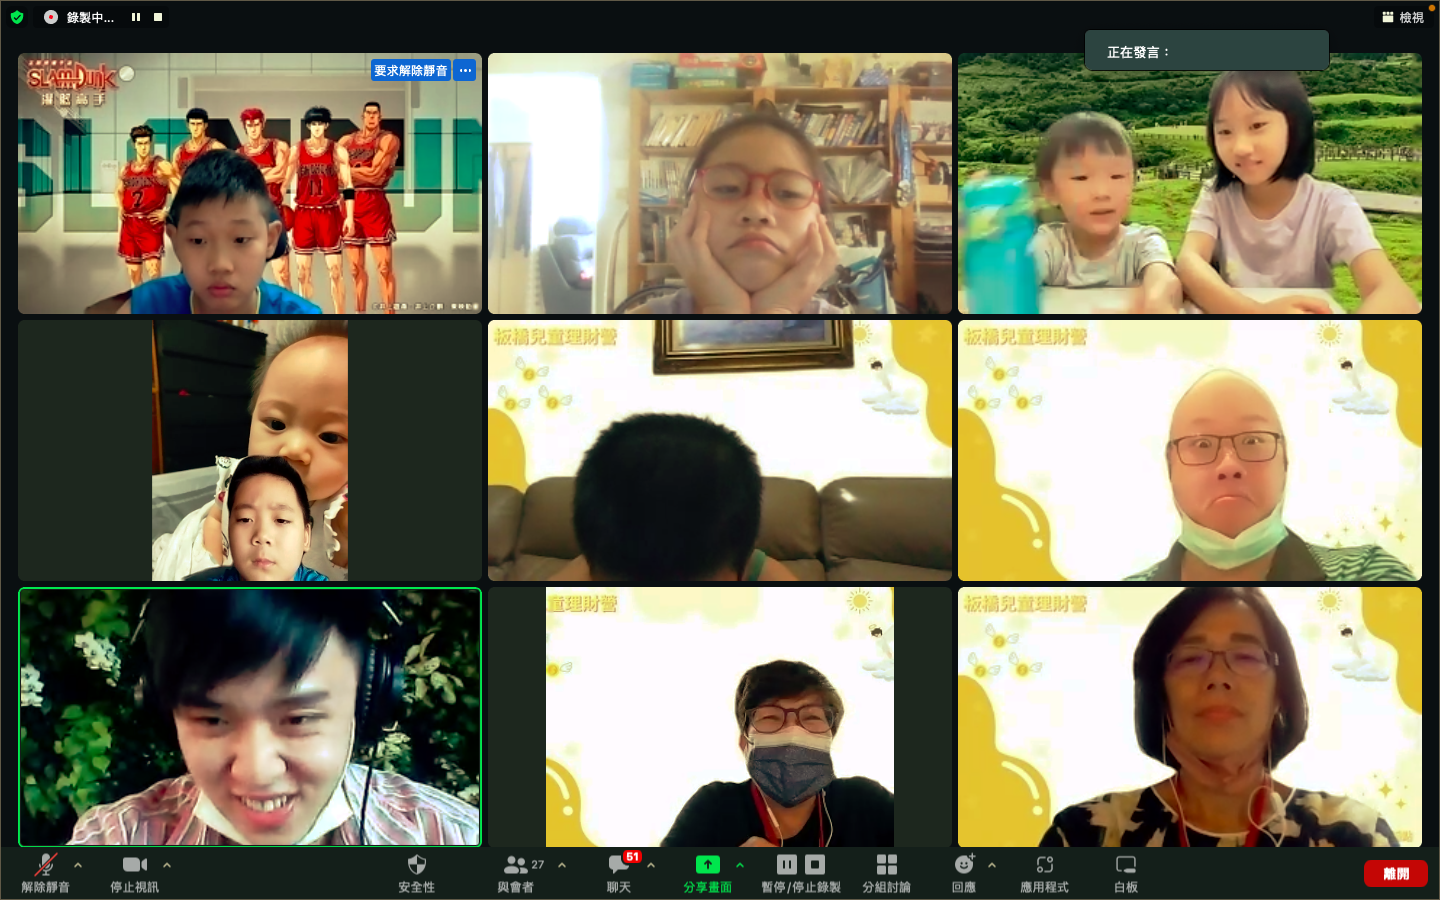 錄製中...
檢視
正在發言：
SLAM DUNK
灌籃高手
要求解除靜音
7
11
板橋兒童理財營
板橋兒童理財營
童理財營
板橋兒童理財營
解除靜音
停止視訊
安全性
與會者
27
聊天
51
分享畫面
暫停/停止錄製
分組討論
回應
應用程式
白板
離開